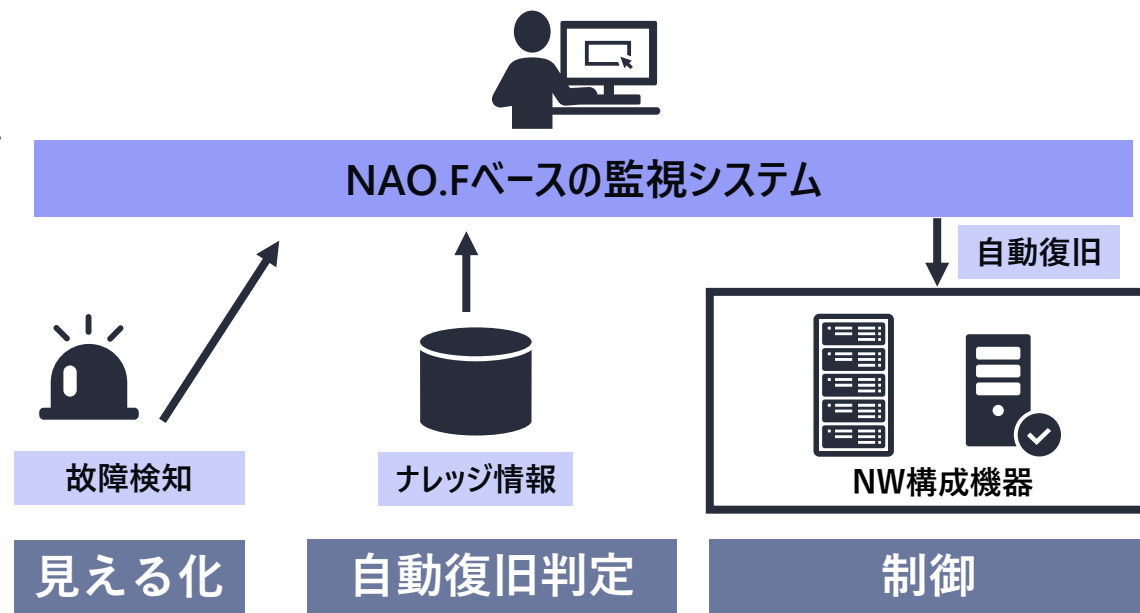 NAO.Fベースの監視システム
自動復旧
故障検知
ナレッジ情報
NW構成機器
見える化
自動復旧判定
制御